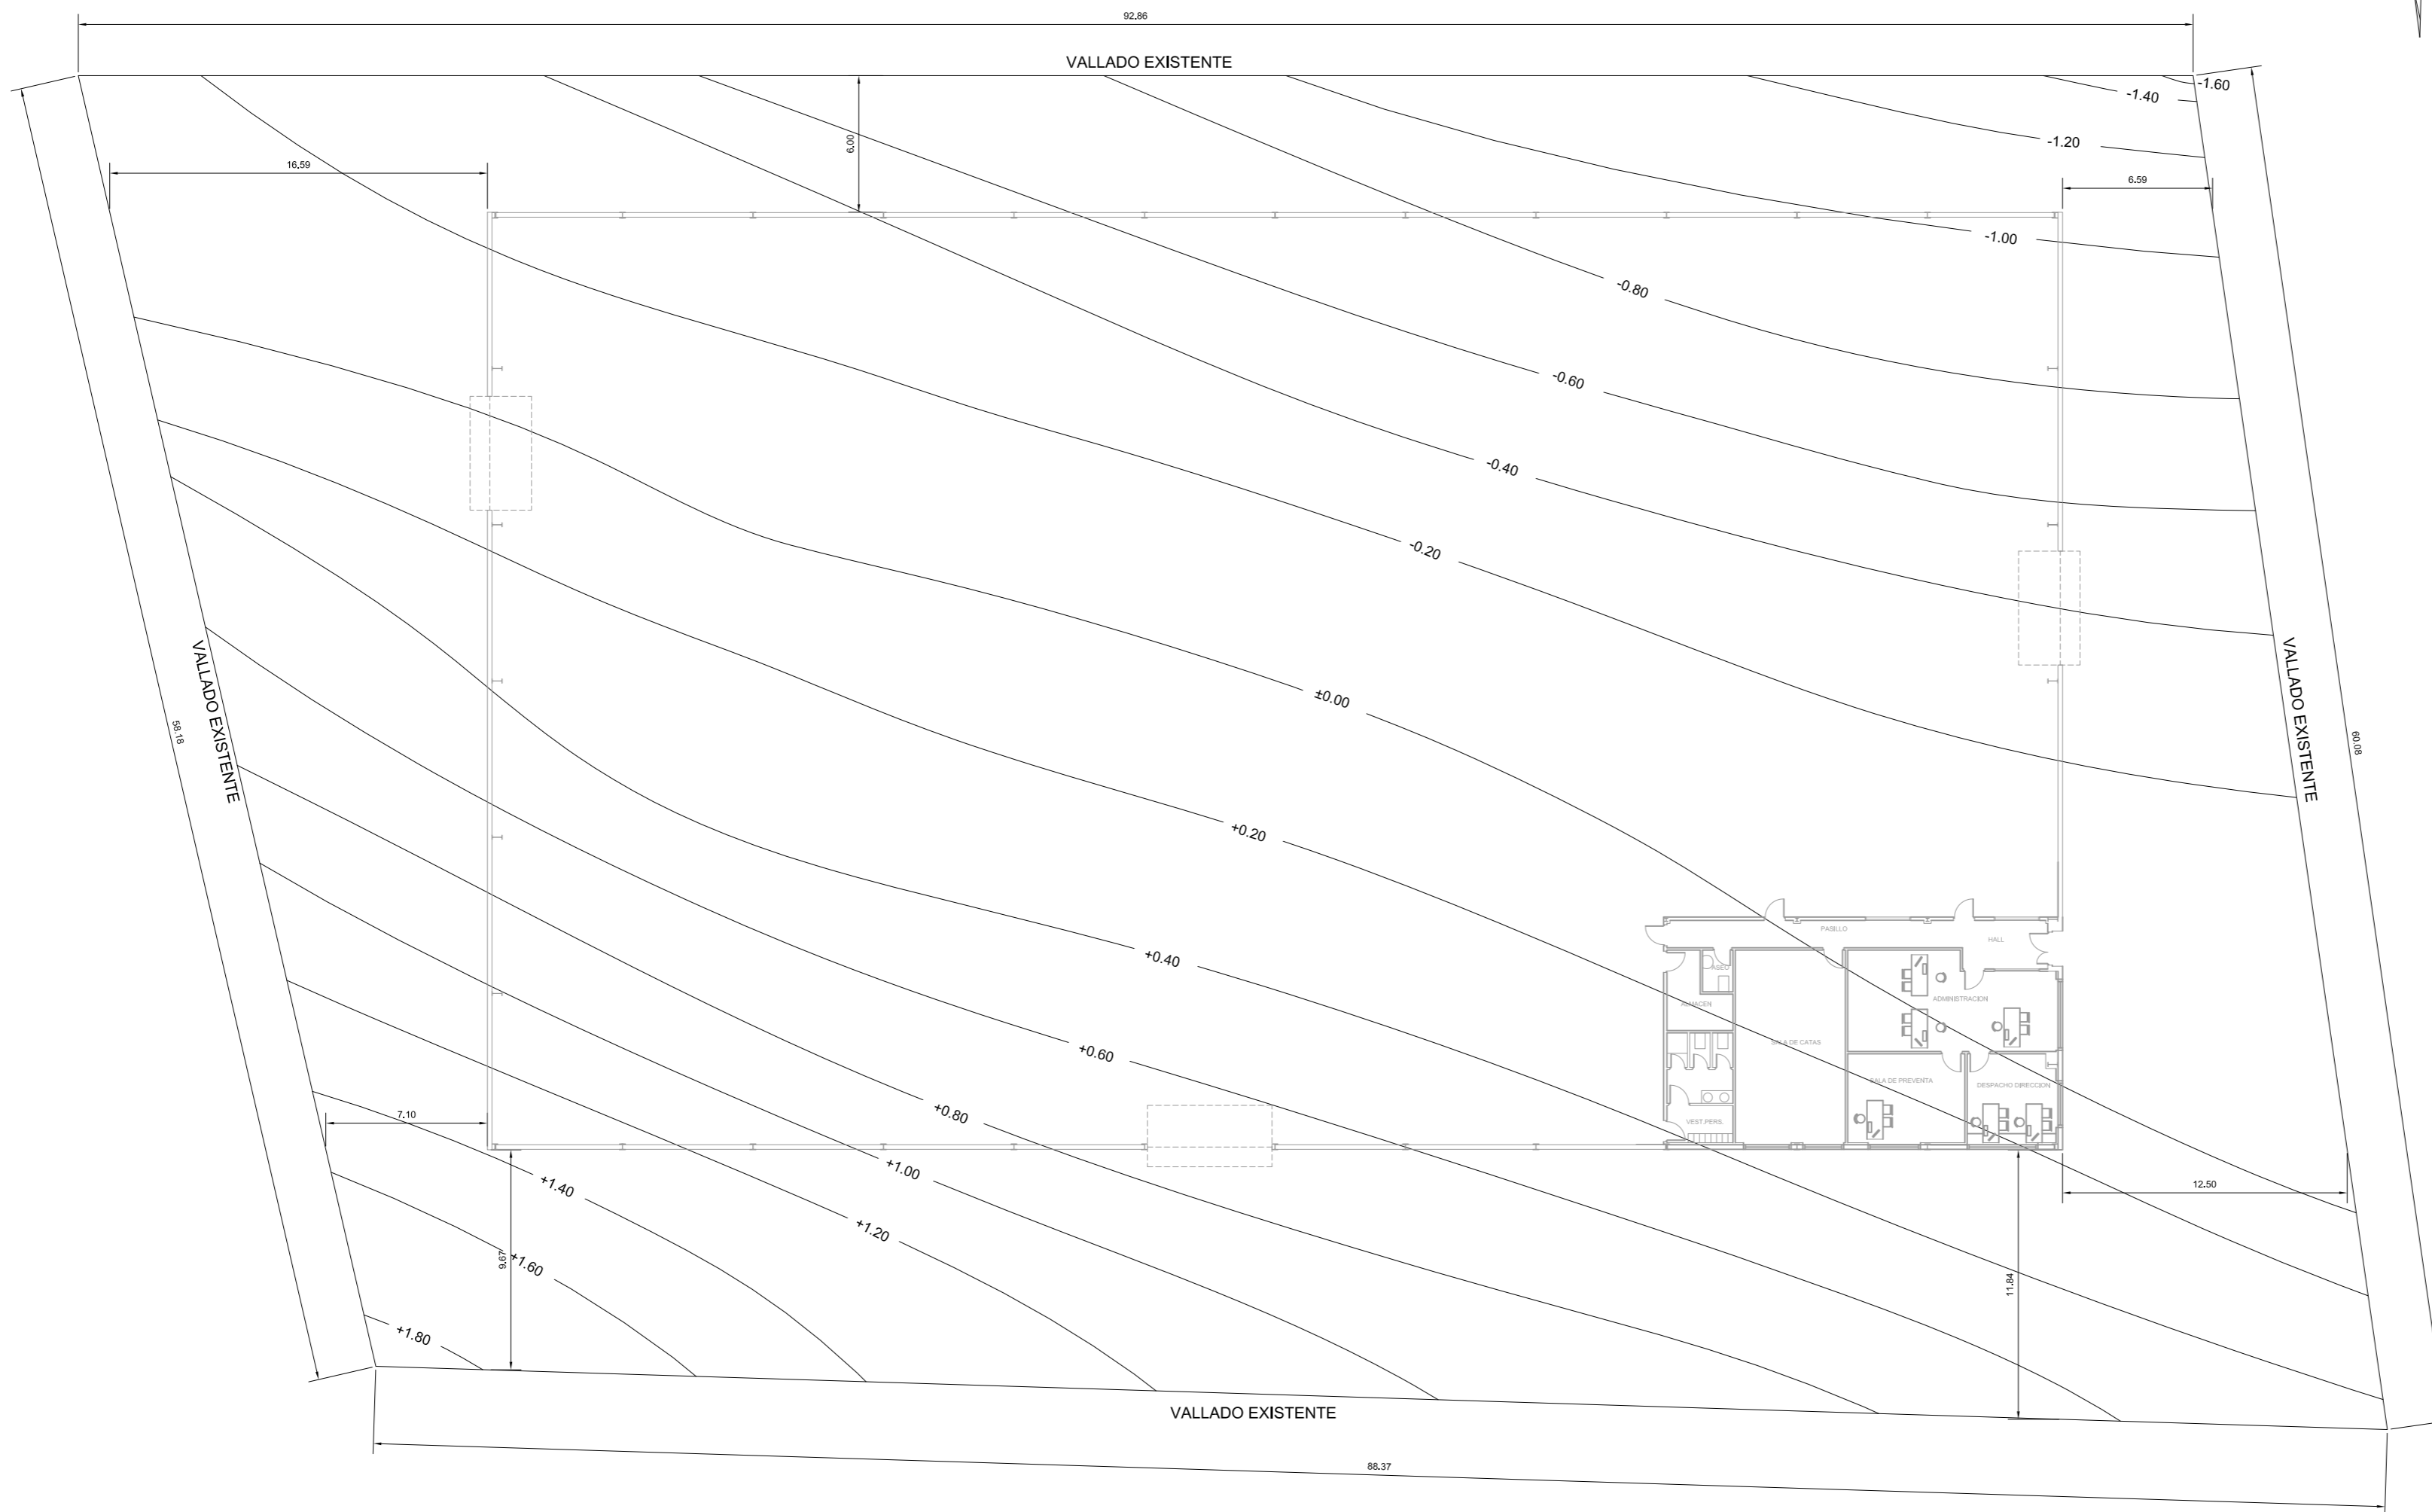 92.86
VALLADO EXISTENTE
-1.60
-1.40
-1.20
6.00
16.59
6.59
-1.00
-0.80
-0.60
-0.40
-0.20
±0.00
VALLADO EXISTENTE
58.18
VALLADO EXISTENTE
60.08
+0.20
PASILLO
HALL
+0.40
ASEO
ALMACEN
ADMINISTRACION
SALA DE CATAS
+0.60
SALA DE PREVENTA
DESPACHO DIRECCION
+0.80
7.10
VEST.PERS.
+1.00
+1.40
12.50
+1.20
9.67
+1.60
11.84
+1.80
VALLADO EXISTENTE
88.37